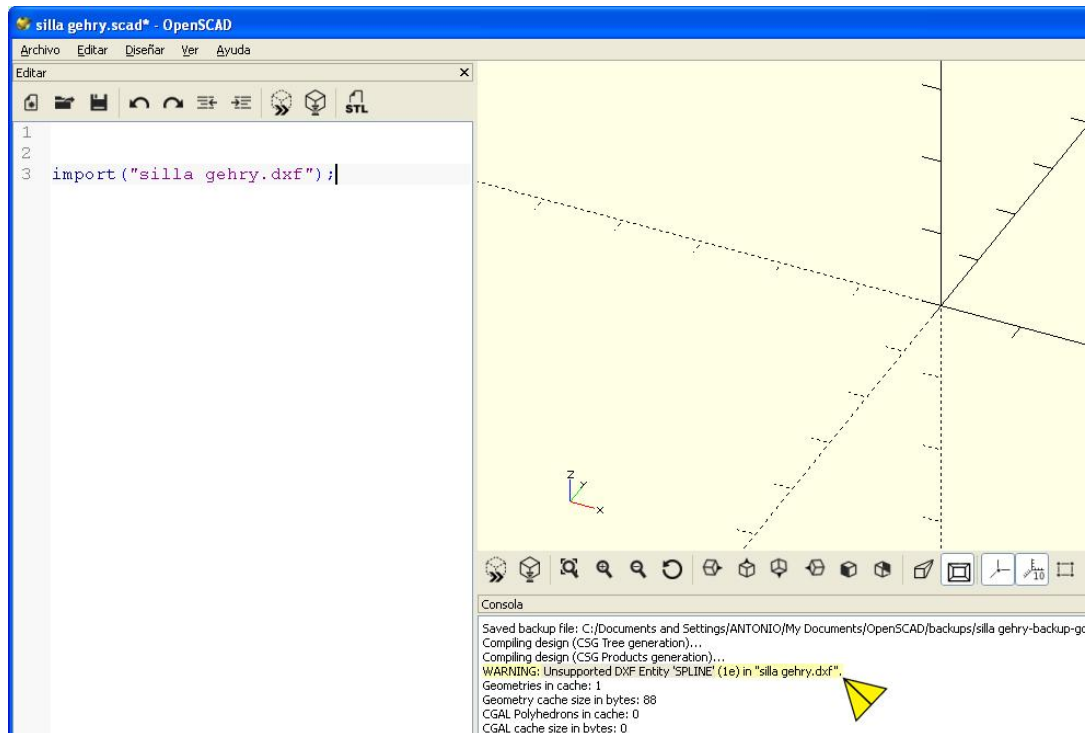 silla gehry.scad* - OpenSCAD
Archivo Editar Diseñar Ver Ayuda
Editar
STL
1
2
3 import("silla gehry.dxf");
Z
Y
X
10
Consola
Saved backup file: C:/Documents and Settings/ANTONIO/My Documents/OpenSCAD/backups/silla gehry-backup-go
Compiling design (CSG Tree generation)...
Compiling design (CSG Products generation)...
WARNING: Unsupported DXF Entity 'SPLINE' (1e) in "silla gehry.dxf".
Geometries in cache: 1
Geometry cache size in bytes: 88
CGAL Polyhedrons in cache: 0
CGAL cache size in bytes: 0